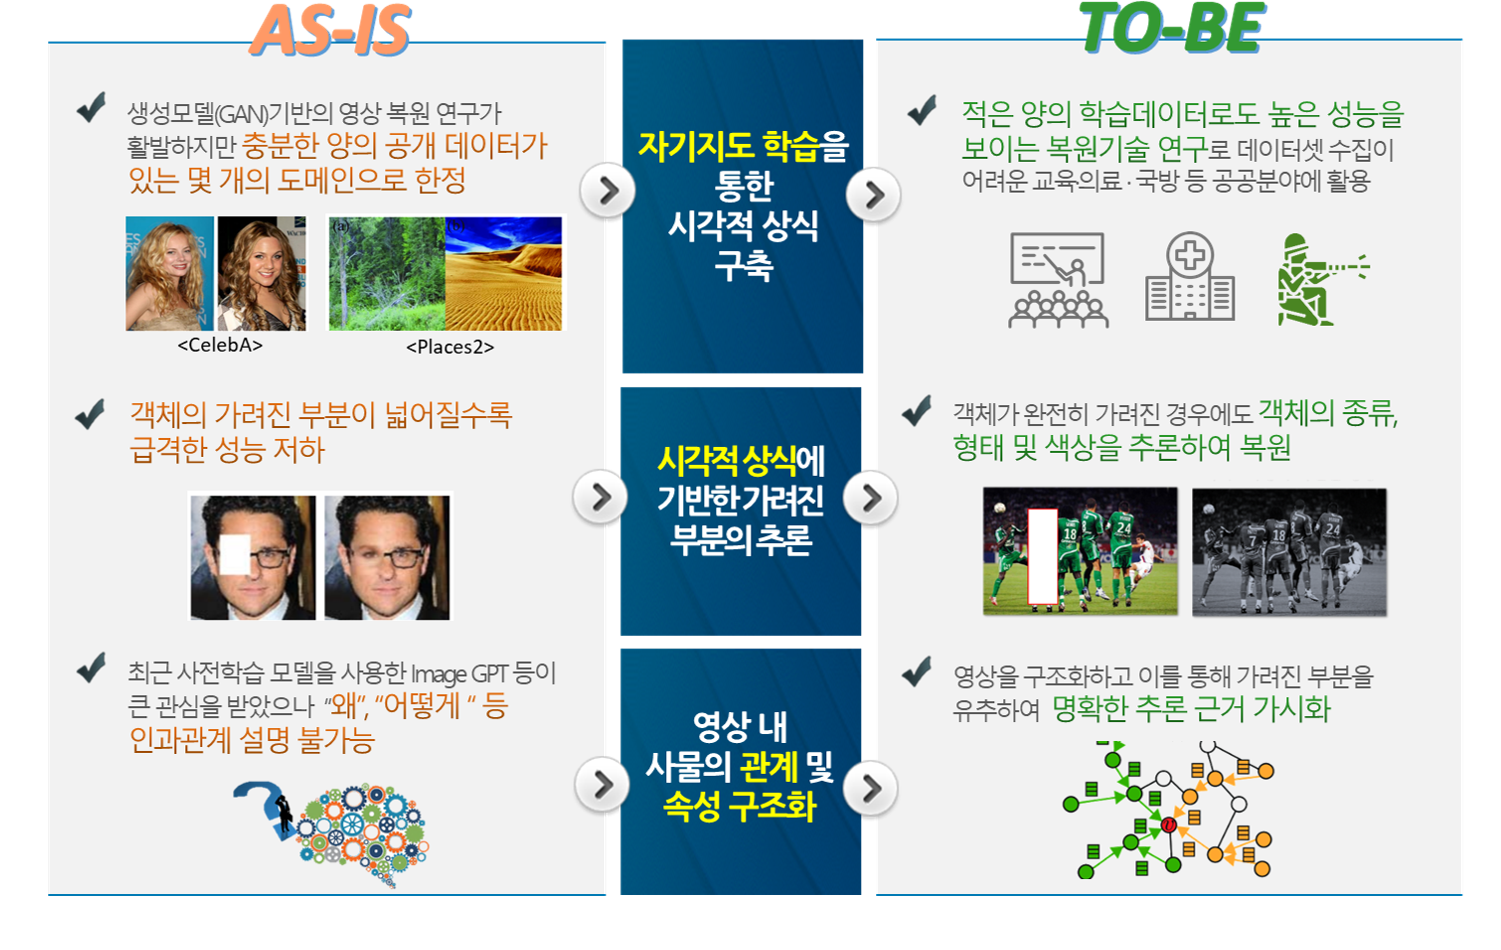 AS-IS
생성모델(GAN)기반의 영상 복원 연구가
활발하지만 충분한 양의 공개 데이터가
있는 몇 개의 도메인으로 한정
(a)
(b)
<CelebA>
<Places2>
객체의 가려진 부분이 넓어질수록
급격한 성능 저하
최근 사전학습 모델을 사용한 Image GPT 등이
큰 관심을 받았으나 “왜”, “어떻게 “ 등
인과관계 설명 불가능
자기지도 학습을
통한
시각적 상식
구축
시각적 상식에
기반한 가려진
부분의 추론
영상 내
사물의 관계 및
속성 구조화
TO-BE
적은 양의 학습데이터로도 높은 성능을
보이는 복원기술 연구로 데이터셋 수집이
어려운 교육의료·국방 등 공공분야에 활용
객체가 완전히 가려진 경우에도 객체의 종류,
형태 및 색상을 추론하여 복원
18
24
7
18
24
영상을 구조화하고 이를 통해 가려진 부분을
유추하여 명확한 추론 근거 가시화
v